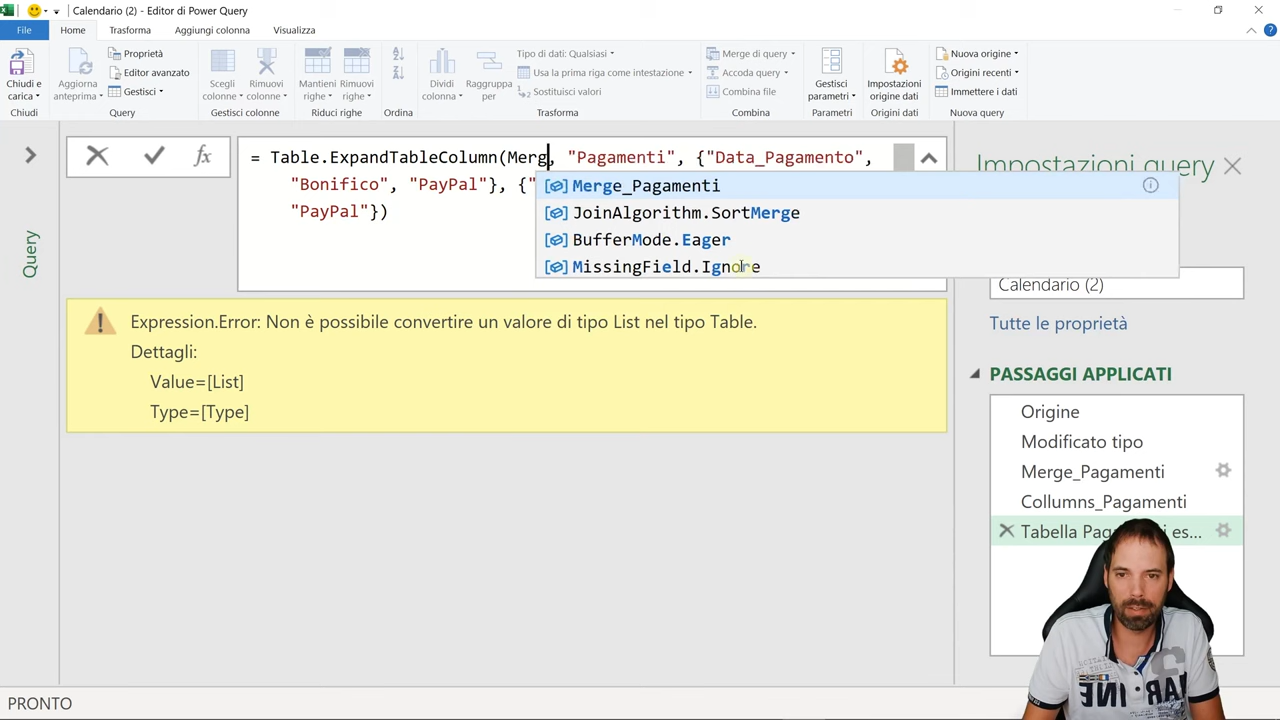 Calendario (2) - Editor di Power Query
File Home Trasforma Aggiungi colonna Visualizza
Chiudi e carica
Chiudi
Aggiorna anteprima
Proprietà
Editor avanzato
Gestisci
Query
Scegli colonne
Rimuovi colonne
Gestisci colonne
Mantieni righe
Rimuovi righe
Riduci righe
Ordina
Dividi colonna
Raggruppa per
Tipo di dati: Qualsiasi
Usa la prima riga come intestazione
Sostituisci valori
Trasforma
Merge di query
Accoda query
Combina file
Combina
Gestisci parametri
Parametri
Impostazioni origine dati
Origini dati
Nuova origine
Origini recenti
Immettere i dati
Nuova query
= Table.ExpandTableColumn(Merg, "Pagamenti", {"Data_Pagamento",
"Bonifico", "PayPal"}, {"
"PayPal"})
Merge_Pagamenti
JoinAlgorithm.SortMerge
BufferMode.Eager
MissingField.Ignore
Query
Expression.Error: Non è possibile convertire un valore di tipo List nel tipo Table.
Dettagli:
Value=[List]
Type=[Type]
Impostazioni query
Calendario (2)
Tutte le proprietà
PASSAGGI APPLICATI
Origine
Modificato tipo
Merge_Pagamenti
Collumns_Pagamenti
Tabella es...
PRONTO